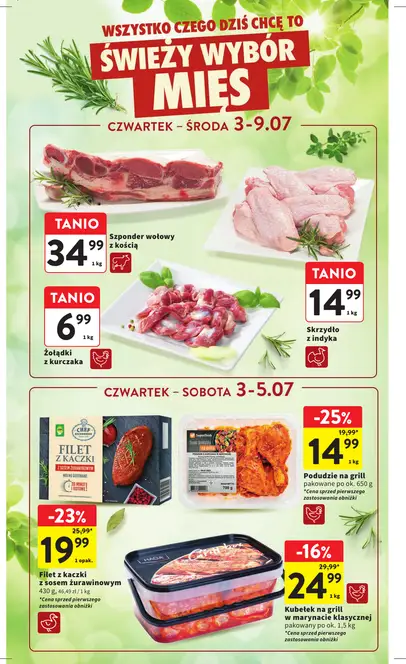 WSZYSTKO CZEGO DZIŚ CHCĘ TO
ŚWIEŻY WYBÓR
MIĘS
CZWARTEK – ŚRODA 3-9.07
TANIO
34 99
1 kg
Szponder wołowy
z kością
TANIO
6 99
1 kg
Żołądki
z kurczaka
TANIO
14 99
1 kg
Skrzydło
z indyka
CZWARTEK – SOBOTA 3-5.07
FILET
Z KACZKI
-23%
25,99*
19 99
1 opak.
Filet z kaczki
z sosem żurawinowym
430 g, 46,49 zł/1 kg
*Cena sprzed pierwszego
zastosowania obniżki
700 g
-25%
19,99*
14 99
1 kg
Podudzie na grill
pakowane po ok. 650 g
*Cena sprzed pierwszego
zastosowania obniżki
-16%
29,99*
24 99
1 kg
Kubełek na grill
w marynacie klasycznej
pakowany po ok. 1,5 kg
*Cena sprzed pierwszego
zastosowania obniżki